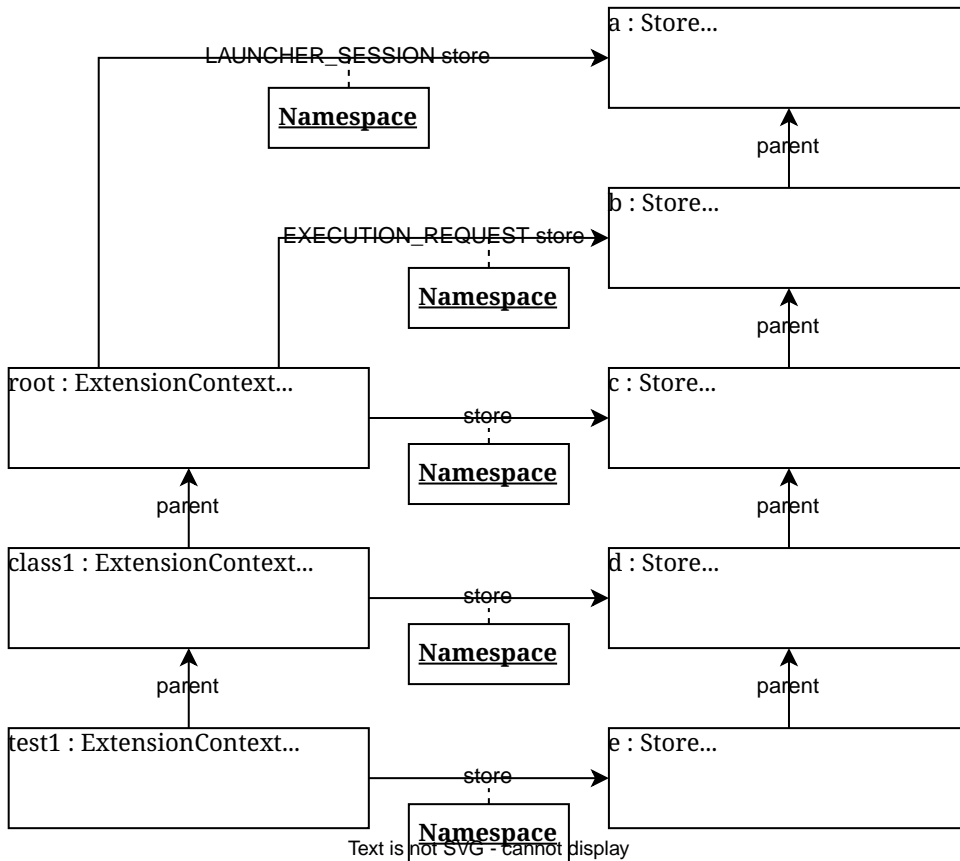 a : Store...
LAUNCHER_SESSION store
Namespace
parent
b : Store...
EXECUTION_REQUEST store
Namespace
parent
root : ExtensionContext...
c : Store...
store
Namespace
parent
parent
class1 : ExtensionContext...
d : Store...
store
Namespace
parent
parent
test1 : ExtensionContext...
e : Store...
store
Namespace
Text is not SVG - cannot display